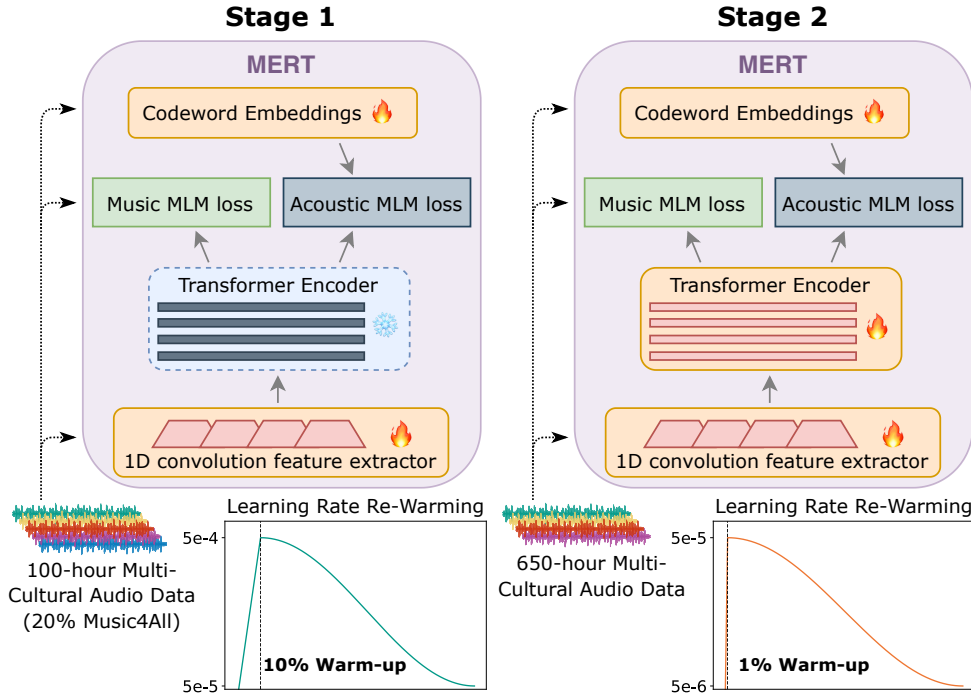 Stage 1
MERT
Codeword Embeddings
Music MLM loss
Acoustic MLM loss
Transformer Encoder
1D convolution feature extractor
100-hour Multi-
Cultural Audio Data
(20% Music4All)
Learning Rate Re-Warming
5e-4
10% Warm-up
5e-5
Stage 2
MERT
Codeword Embeddings
Music MLM loss
Acoustic MLM loss
Transformer Encoder
1D convolution feature extractor
650-hour Multi-
Cultural Audio Data
Learning Rate Re-Warming
5e-5
1% Warm-up
5e-6